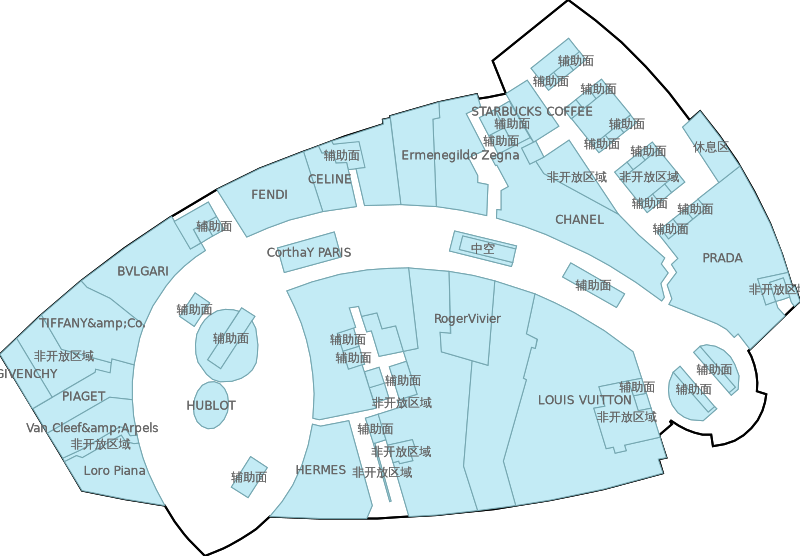 辅助面
辅助面
辅助面
STARBUCKS COFFEE
辅助面
辅助面
辅助面
辅助面
休息区
辅助面
辅助面
Ermenegildo Zegna
CELINE
非开放区域
非开放区域
FENDI
辅助面
辅助面
CHANEL
辅助面
辅助面
中空
CorthaY PARIS
PRADA
BVLGARI
辅助面
非开放区
辅助面
RogerVivier
TIFFANY&amp;Co.
辅助面
辅助面
非开放区域
辅助面
辅助面
GIVENCHY
辅助面
辅助面
辅助面
PIAGET
LOUIS VUITTON
非开放区域
HUBLOT
非开放区域
Van Cleef&amp;Arpels
辅助面
非开放区域
非开放区域
Loro Piana
HERMES
非开放区域
辅助面